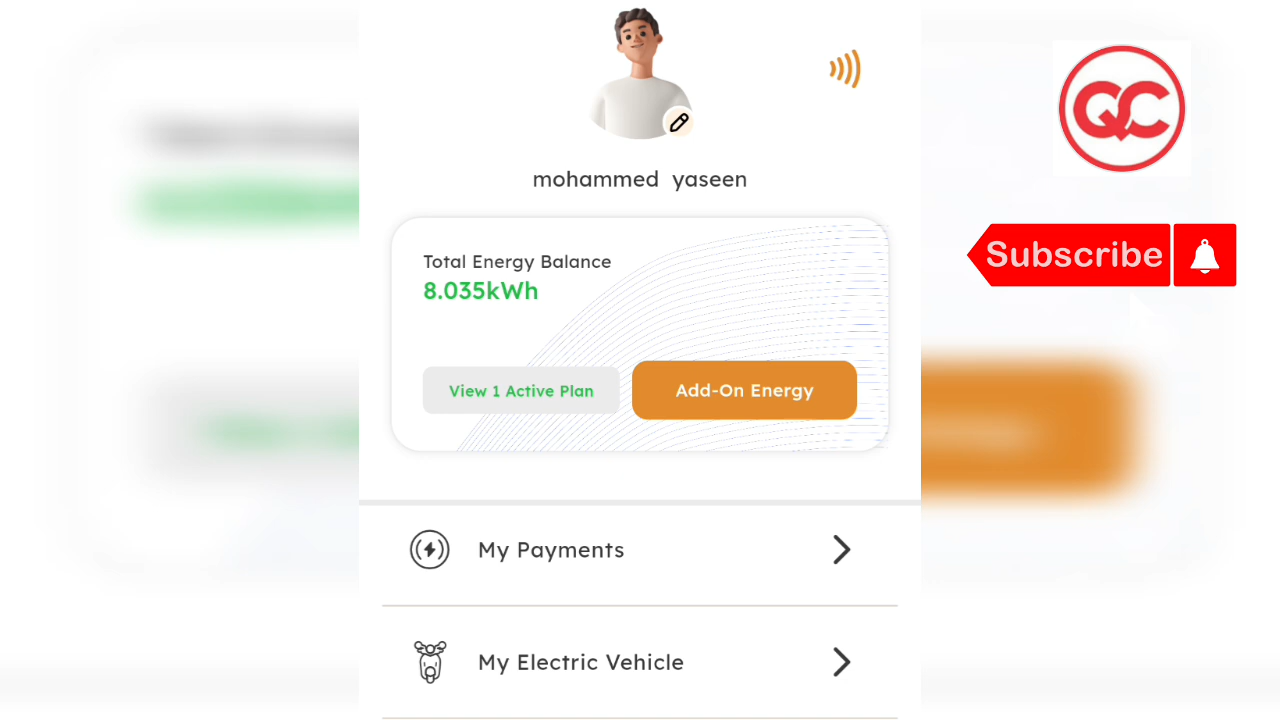 QC
mohammed yaseen
Subscribe
Total Energy Balance
8.035kWh
View 1 Active Plan
Add-On Energy
My Payments
My Electric Vehicle